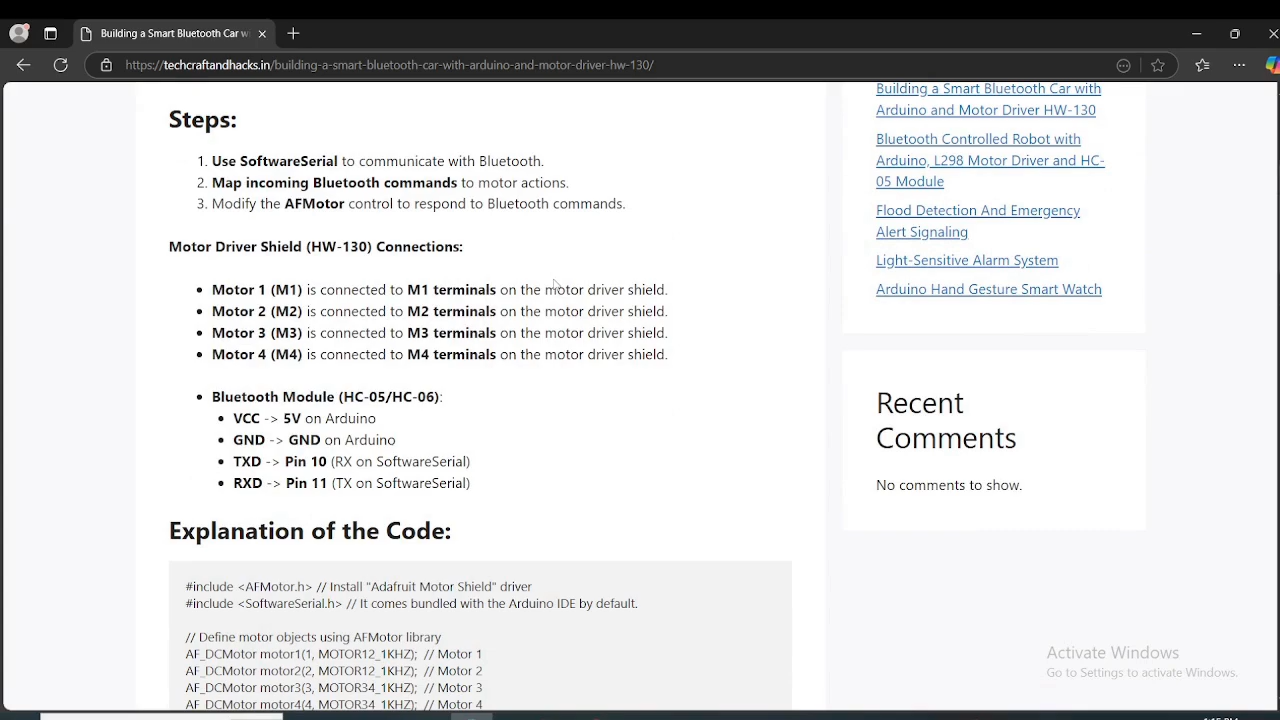 Building a Smart Bluetooth Car w
https://techcraftandhacks.in/building-a-smart-bluetooth-car-with-arduino-and-motor-driver-hw-130/
Steps:
1. Use SoftwareSerial to communicate with Bluetooth.
2. Map incoming Bluetooth commands to motor actions.
3. Modify the AFMotor control to respond to Bluetooth commands.
Motor Driver Shield (HW-130) Connections:
Motor 1 (M1) is connected to M1 terminals on the motor driver shield.
Motor 2 (M2) is connected to M2 terminals on the motor driver shield.
Motor 3 (M3) is connected to M3 terminals on the motor driver shield.
Motor 4 (M4) is connected to M4 terminals on the motor driver shield.
Bluetooth Module (HC-05/HC-06):
VCC -> 5V on Arduino
GND -> GND on Arduino
TXD -> Pin 10 (RX on SoftwareSerial)
RXD -> Pin 11 (TX on SoftwareSerial)
Explanation of the Code:
#include <AFMotor.h> // Install "Adafruit Motor Shield" driver
#include <SoftwareSerial.h> // It comes bundled with the Arduino IDE by default.
// Define motor objects using AFMotor library
AF_DCMotor motor1(1, MOTOR12_1KHZ); // Motor 1
AF_DCMotor motor2(2, MOTOR12_1KHZ); // Motor 2
AF_DCMotor motor3(3, MOTOR34_1KHZ); // Motor 3
AF_DCMotor motor4(4, MOTOR34_1KHZ); // Motor 4
Building a Smart Bluetooth Car with
Arduino and Motor Driver HW-130
Bluetooth Controlled Robot with
Arduino, L298 Motor Driver and HC-
05 Module
Flood Detection And Emergency
Alert Signaling
Light-Sensitive Alarm System
Arduino Hand Gesture Smart Watch
Recent
Comments
No comments to show.
Activate Windows
Go to Settings to activate Windows.